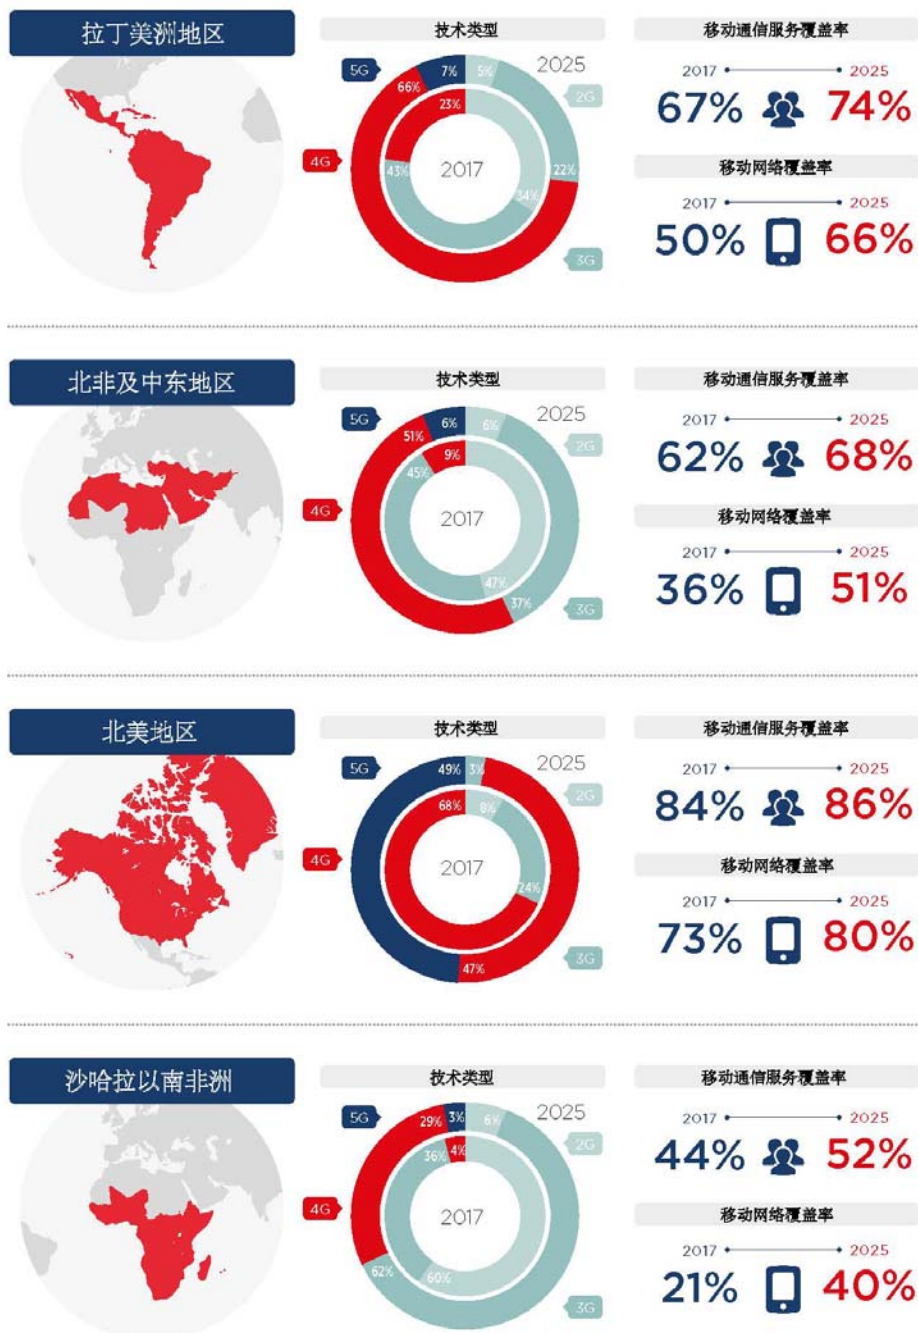 拉丁美洲地区
技术类型
2025
5G
7%
5%
2G
66%
23%
4G
43%
2017
34%
22%
3G
移动通信服务覆盖率
2017
2025
67%
74%
移动网络覆盖率
2017
2025
50%
66%
北非及中东地区
技术类型
2025
5G
6%
6%
2G
51%
9%
45%
4G
2017
47%
37%
3G
移动通信服务覆盖率
2017
2025
62%
68%
移动网络覆盖率
2017
2025
36%
51%
北美地区
技术类型
2025
5G
49%
3%
2G
68%
8%
4G
2017
24%
47%
3G
移动通信服务覆盖率
2017
2025
84%
86%
移动网络覆盖率
2017
2025
73%
80%
沙哈拉以南非洲
技术类型
2025
5G
29%
3%
6%
2G
36%
4%
4G
2017
62%
60%
3G
移动通信服务覆盖率
2017
2025
44%
52%
移动网络覆盖率
2017
2025
21%
40%